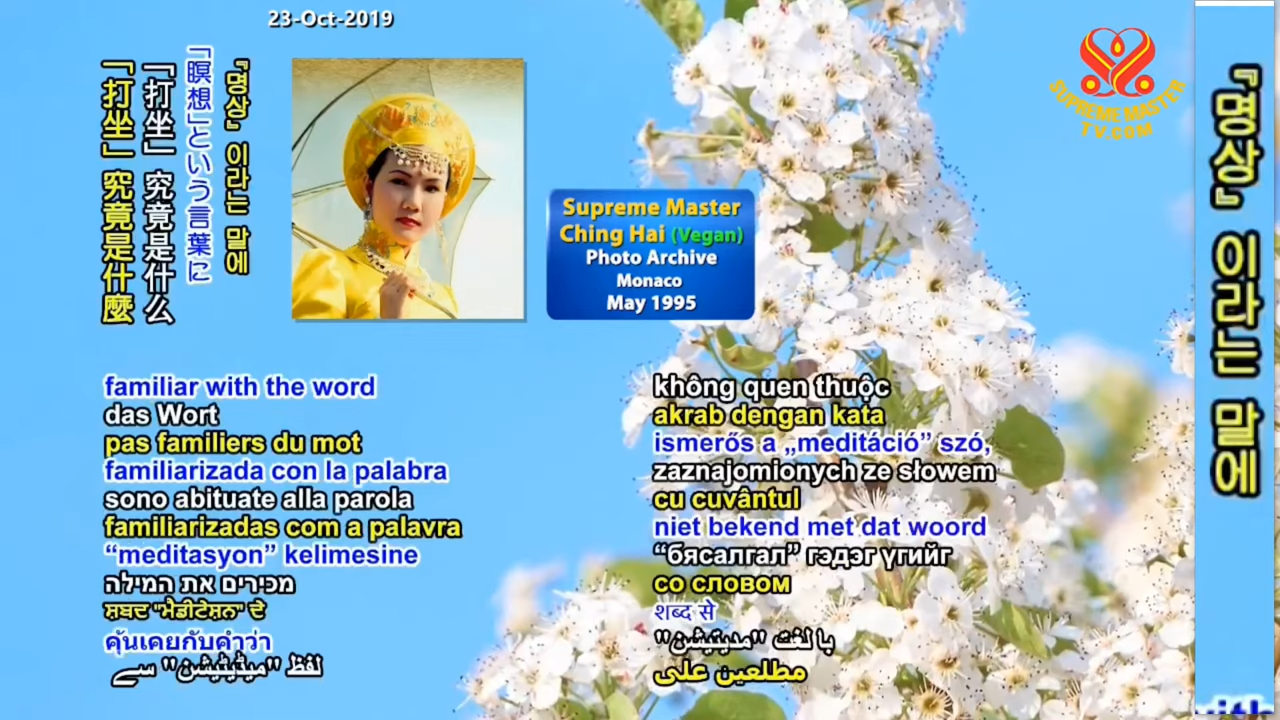 23-Oct-2019
「打坐」究竟是什麼
「打坐」究竟是什么
「瞑想」という言葉に
『명상』이라는 말에
Supreme Master
Ching Hai (Vegan)
Photo Archive
Monaco
May 1995
SUPREME MASTER
TV.COM
familiar with the word
das Wort
pas familiers du mot
familiarizada con la palabra
sono abituate alla parola
familiarizadas com a palavra
“meditasyon” kelimesine
מכירים את המילה
ਸ਼ਬਦ "ਮੈਡੀਟੇਸ਼ਨ" ਦੇ
คุ้นเคยกับคำว่า
لفظ "میڈیٹیشن" سے
không quen thuộc
akrab dengan kata
ismerős a „meditáció” szó,
zaznajomionych ze słowem
cu cuvântul
niet bekend met dat woord
“бясалгал” гэдэг үгийг
со словом
शब्द से
با لغت "مدیتیشن"
مطلعين على
『명상』이라는 말에